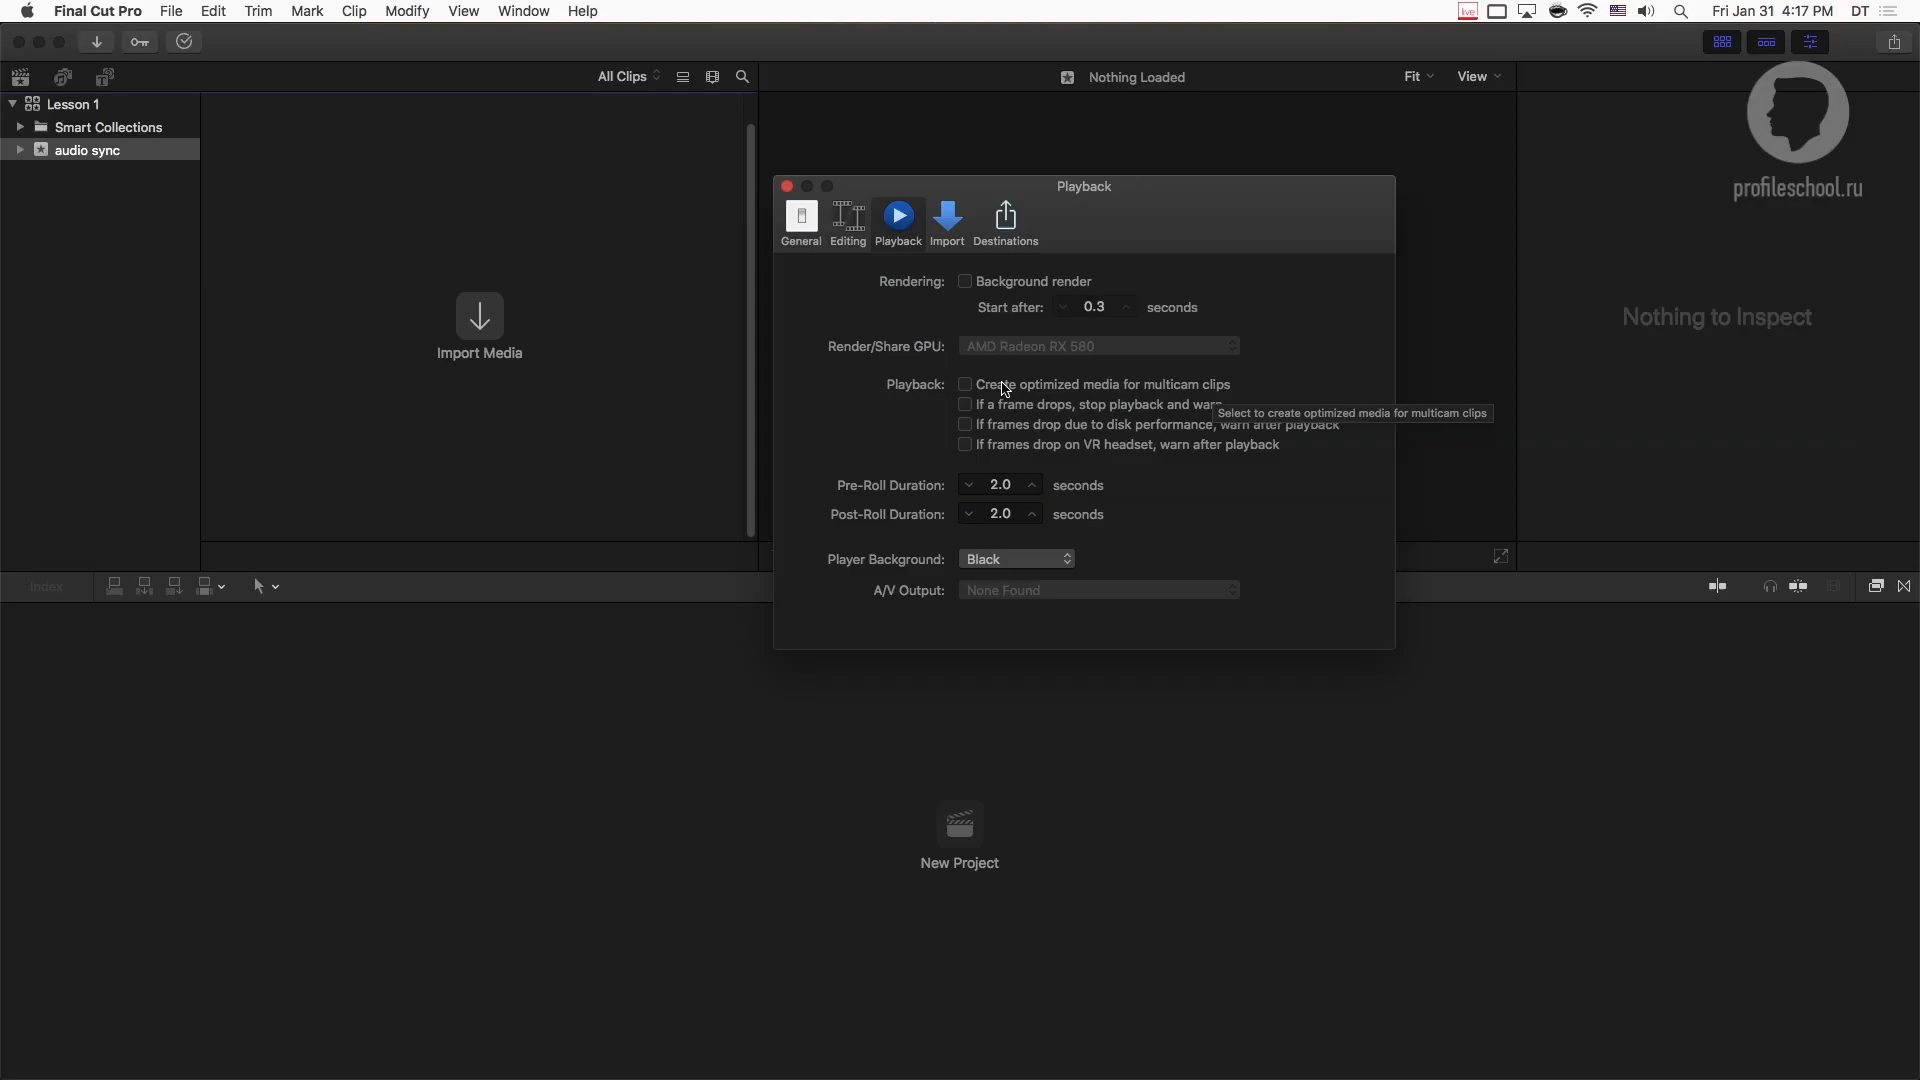 Final Cut Pro File Edit Trim Mark Clip Modify View Window Help live Fri Jan 31 4:17 PM DT
All Clips Nothing Loaded Fit View
Lesson 1
Smart Collections
audio sync
profileschool.ru
Playback
General Editing Playback Import Destinations
Rendering: Background render
Start after: 0.3 seconds
Render/Share GPU: AMD Radeon RX 580
Playback: Create optimized media for multicam clips
If a frame drops, stop playback and warn
Select to create optimized media for multicam clips
If frames drop due to disk performance, warn after playback
If frames drop on VR headset, warn after playback
Pre-Roll Duration: 2.0 seconds
Post-Roll Duration: 2.0 seconds
Player Background: Black
A/V Output: None Found
Import Media
Nothing to Inspect
Index
New Project